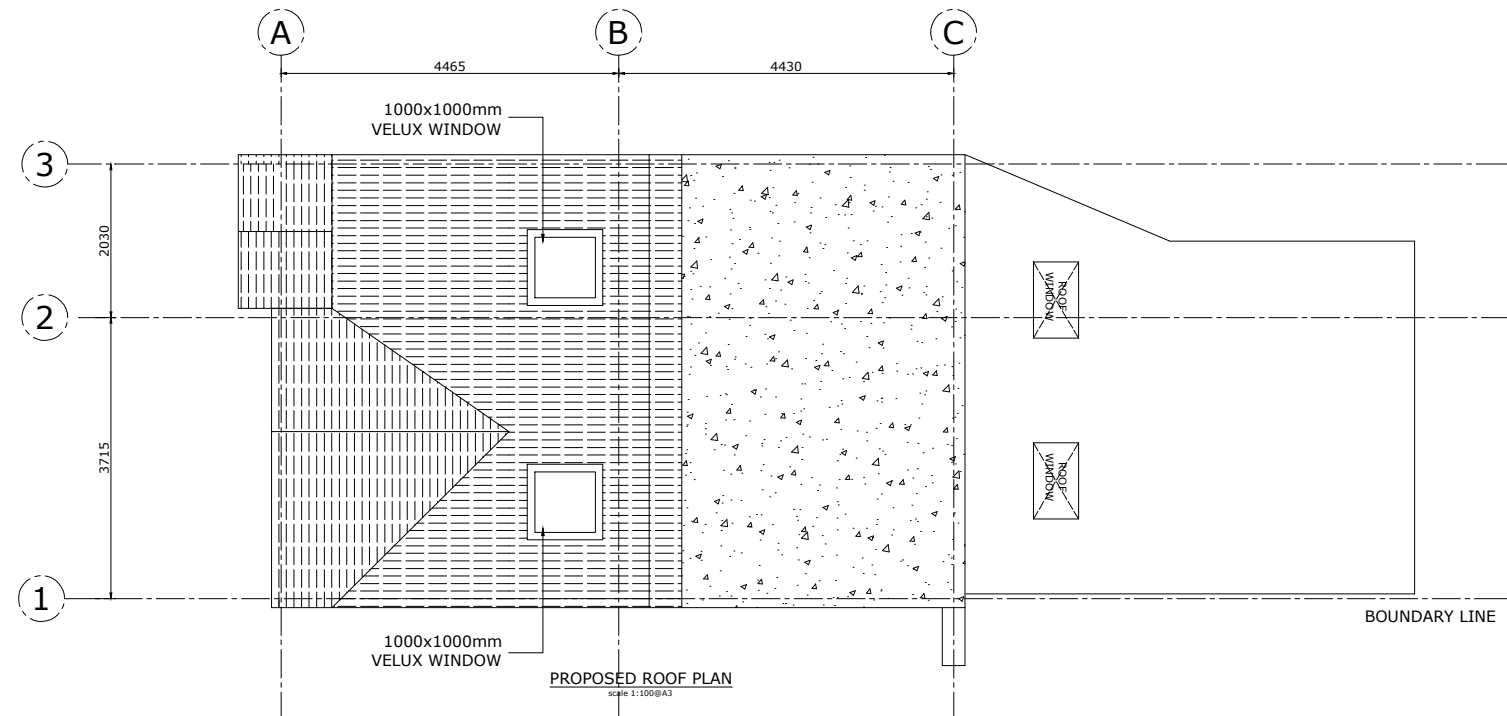 A
B
C
4465
4430
1000x1000mm
VELUX WINDOW
3
2030
ROOF
WINDOW
2
3715
ROOF
WINDOW
1
BOUNDARY LINE
1000x1000mm
VELUX WINDOW
PROPOSED ROOF PLAN
scale 1:100@A3